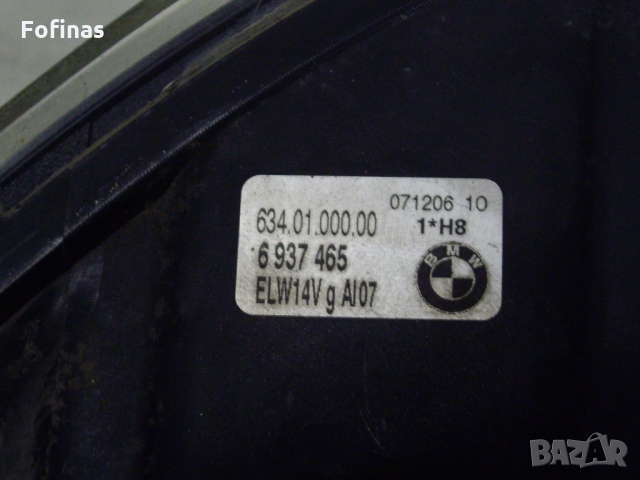 Fofinas
071206 10
634.01.000.00
1*H8
6 937 465
BMW
ELW14V g AI07
BAZAR